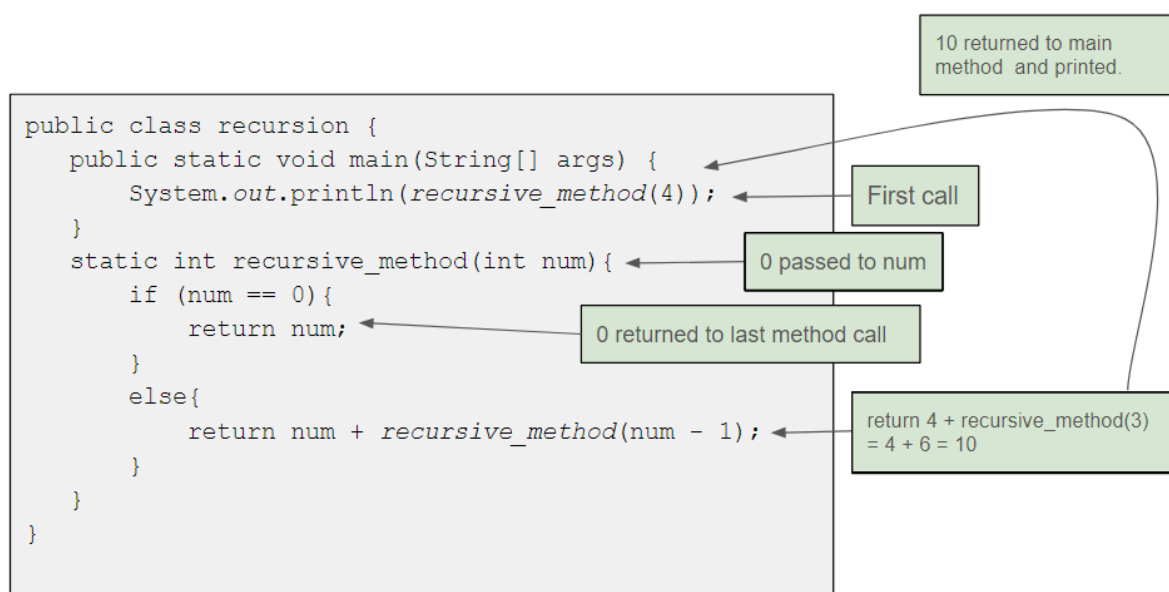 10 returned to main
method and printed.
public class recursion {
public static void main(String[] args) {
System.out.println(recursive_method(4));
First call
}
static int recursive_method(int num){
0 passed to num
if (num == 0){
return num;
0 returned to last method call
}
else{
return num + recursive_method(num - 1);
return 4 + recursive_method(3)
= 4 + 6 = 10
}
}
}